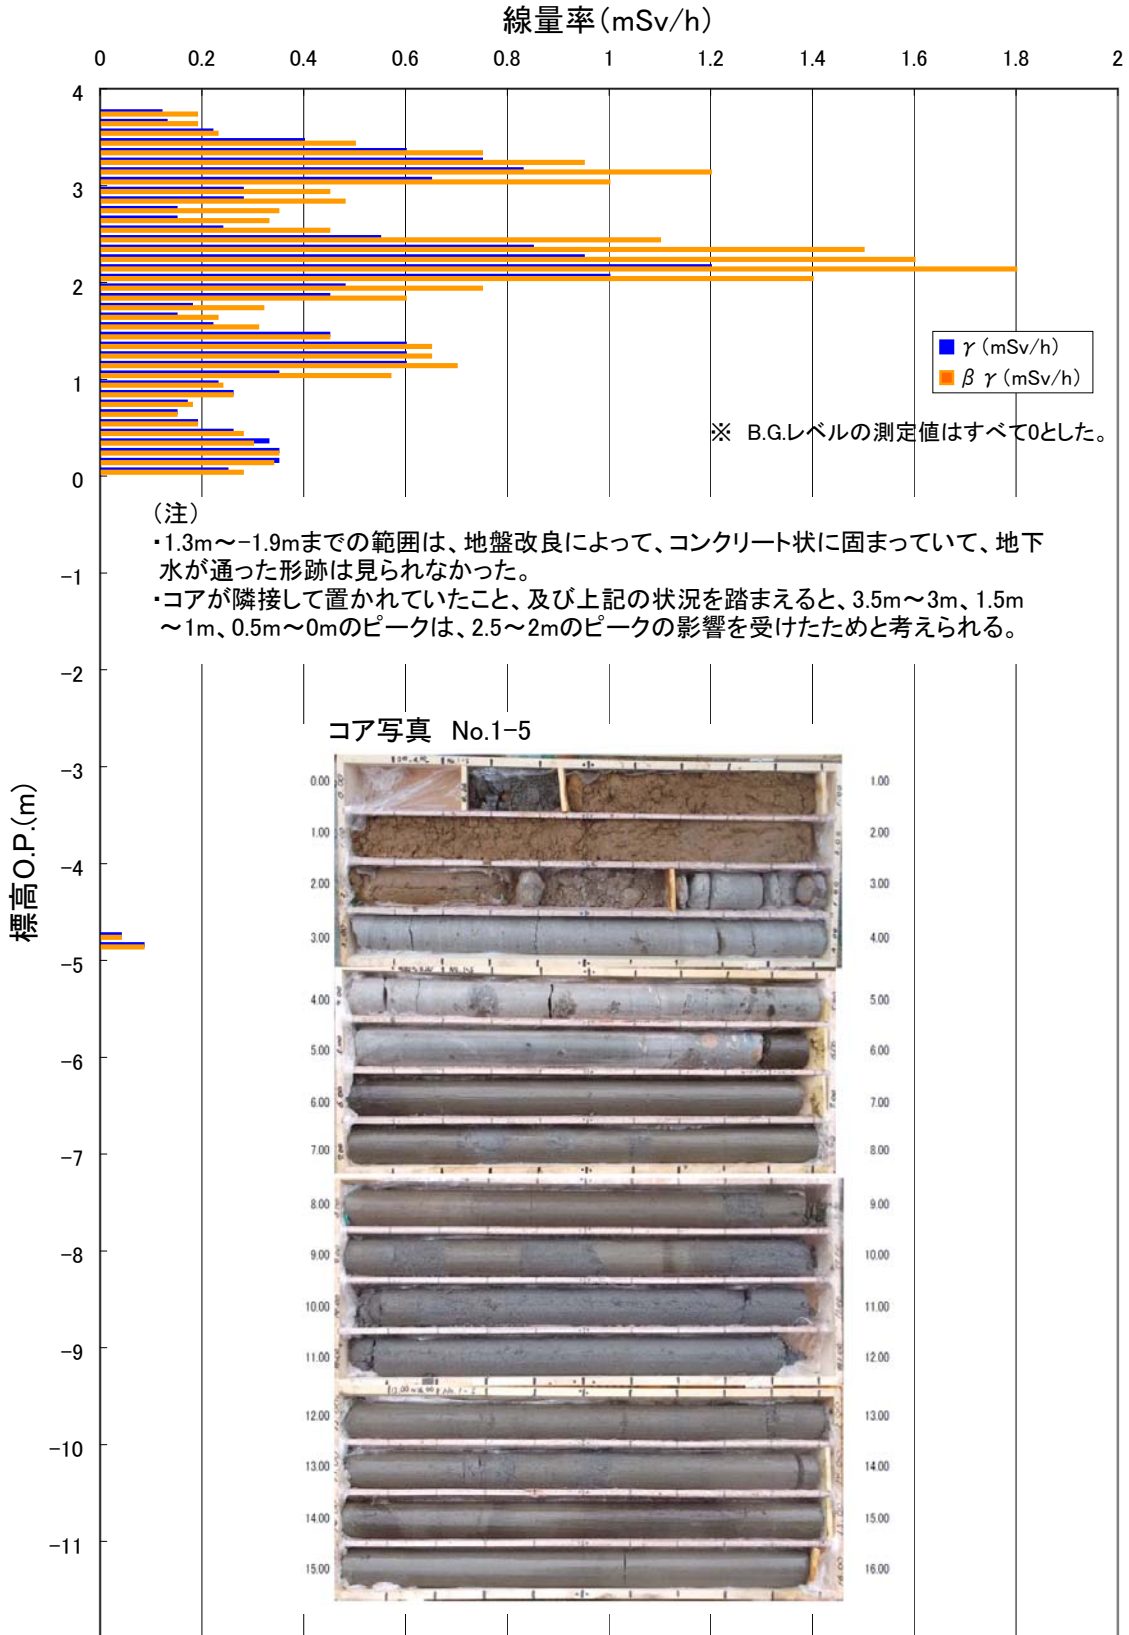 線量率(mSv/h)
0 0.2 0.4 0.6 0.8 1 1.2 1.4 1.6 1.8 2
4
3
2
1
0
-1
-2
-3
-4
-5
-6
-7
-8
-9
-10
-11
標高O.P.(m)
γ (mSv/h)
β γ (mSv/h)
※ B.G.レベルの測定値はすべて0とした。
(注)
・1.3m～-1.9mまでの範囲は、地盤改良によって、コンクリート状に固まっていて、地下
水が通った形跡は見られなかった。
・コアが隣接して置かれていたこと、及び上記の状況を踏まえると、3.5m～3m、1.5m
～1m、0.5m～0mのピークは、2.5～2mのピークの影響を受けたためと考えられる。
コア写真 No.1-5
0.00 1.00
1.00 2.00
2.00 3.00
3.00 4.00
4.00 5.00
5.00 6.00
6.00 7.00
7.00 8.00
8.00 9.00
9.00 10.00
10.00 11.00
11.00 12.00
12.00 13.00
13.00 14.00
14.00 15.00
15.00 16.00